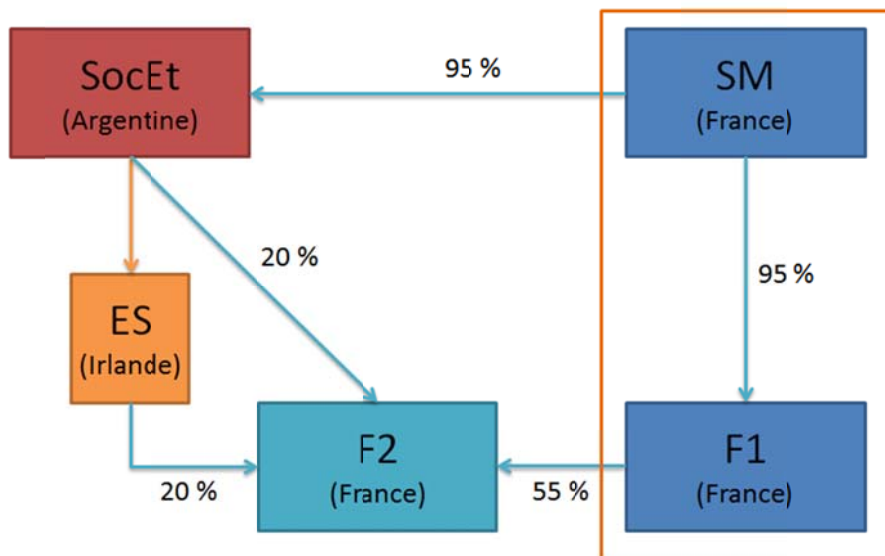 SocEt
(Argentine)
95 %
SM
(France)
20 %
95 %
ES
(Irlande)
20 %
F2
(France)
55 %
F1
(France)